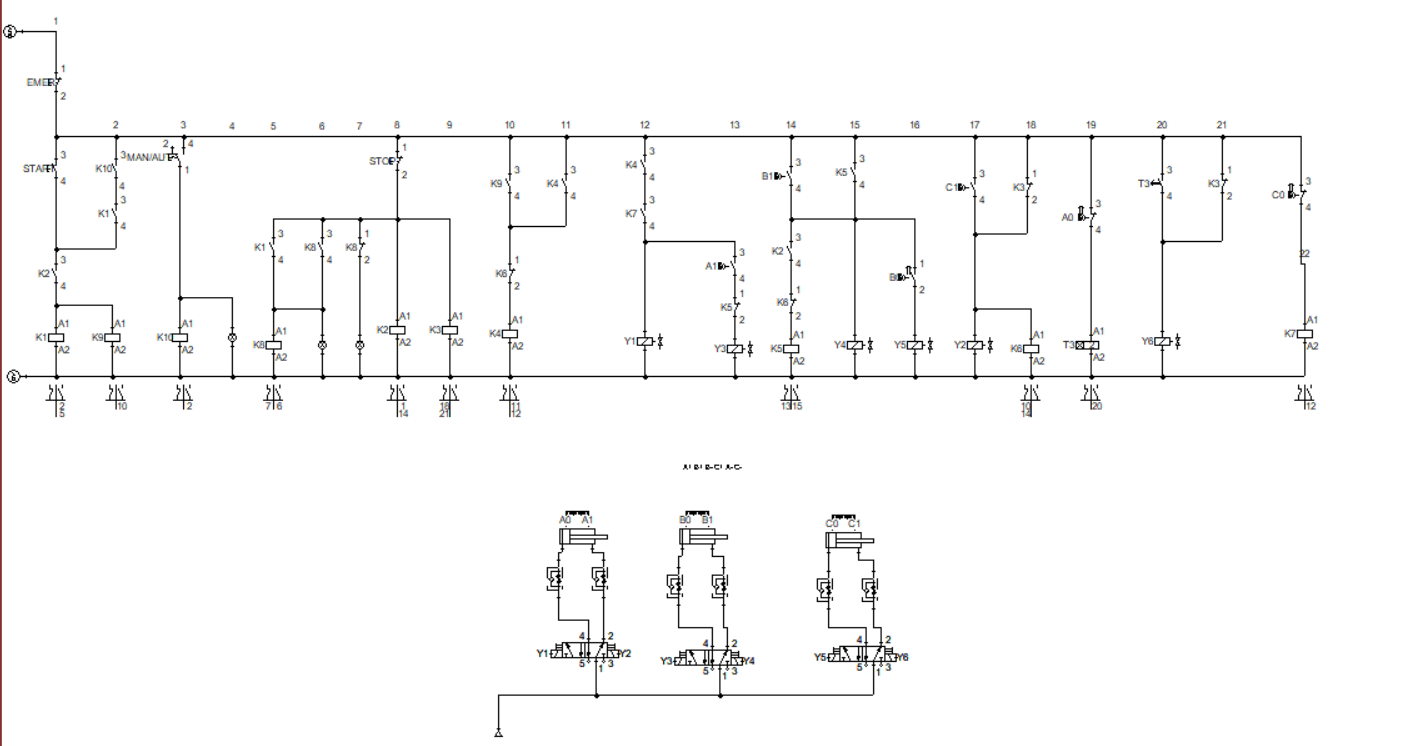 1
1
EMER
2
2 3 4 5 6 7 8 9 10 11 12 13 14 15 16 17 18 19 20 21
3 START 4
3 K10 4
3 K1 4
2 4 MAN/AUT 1
1 STOP 2
3 K9 4
3 K4 4
3 K4 4
3 K7 4
3 B1 4
3 K5 4
3 C1 4
1 K3 2
3 A0 4
3 T3 4
1 K3 2
3 C0 4
3 K2 4
3 K1 4
3 K8 4
1 K8 2
1 K6 2
3 A1 4
1 K5 2
3 K2 4
1 K6 2
1 2
22
K1 A1 A2
K9 A1 A2
K10 A1 A2
K8 A1 A2
K2 A1 A2
K3 A1 A2
K4 A1 A2
Y1
Y3
K5 A1 A2
Y4
Y5
Y2
K6 A1 A2
T3 A1 A2
Y6
K7 A1 A2
2 10 2 7 6 1 18 11 13 15 10 20 12
5 14 21 12 14
A0 A1 B0 B1 C0 C1
4 2 4 2 4 2
Y1 Y2 Y3 Y4 Y5 Y6
5 1 3 5 1 3 5 1 3